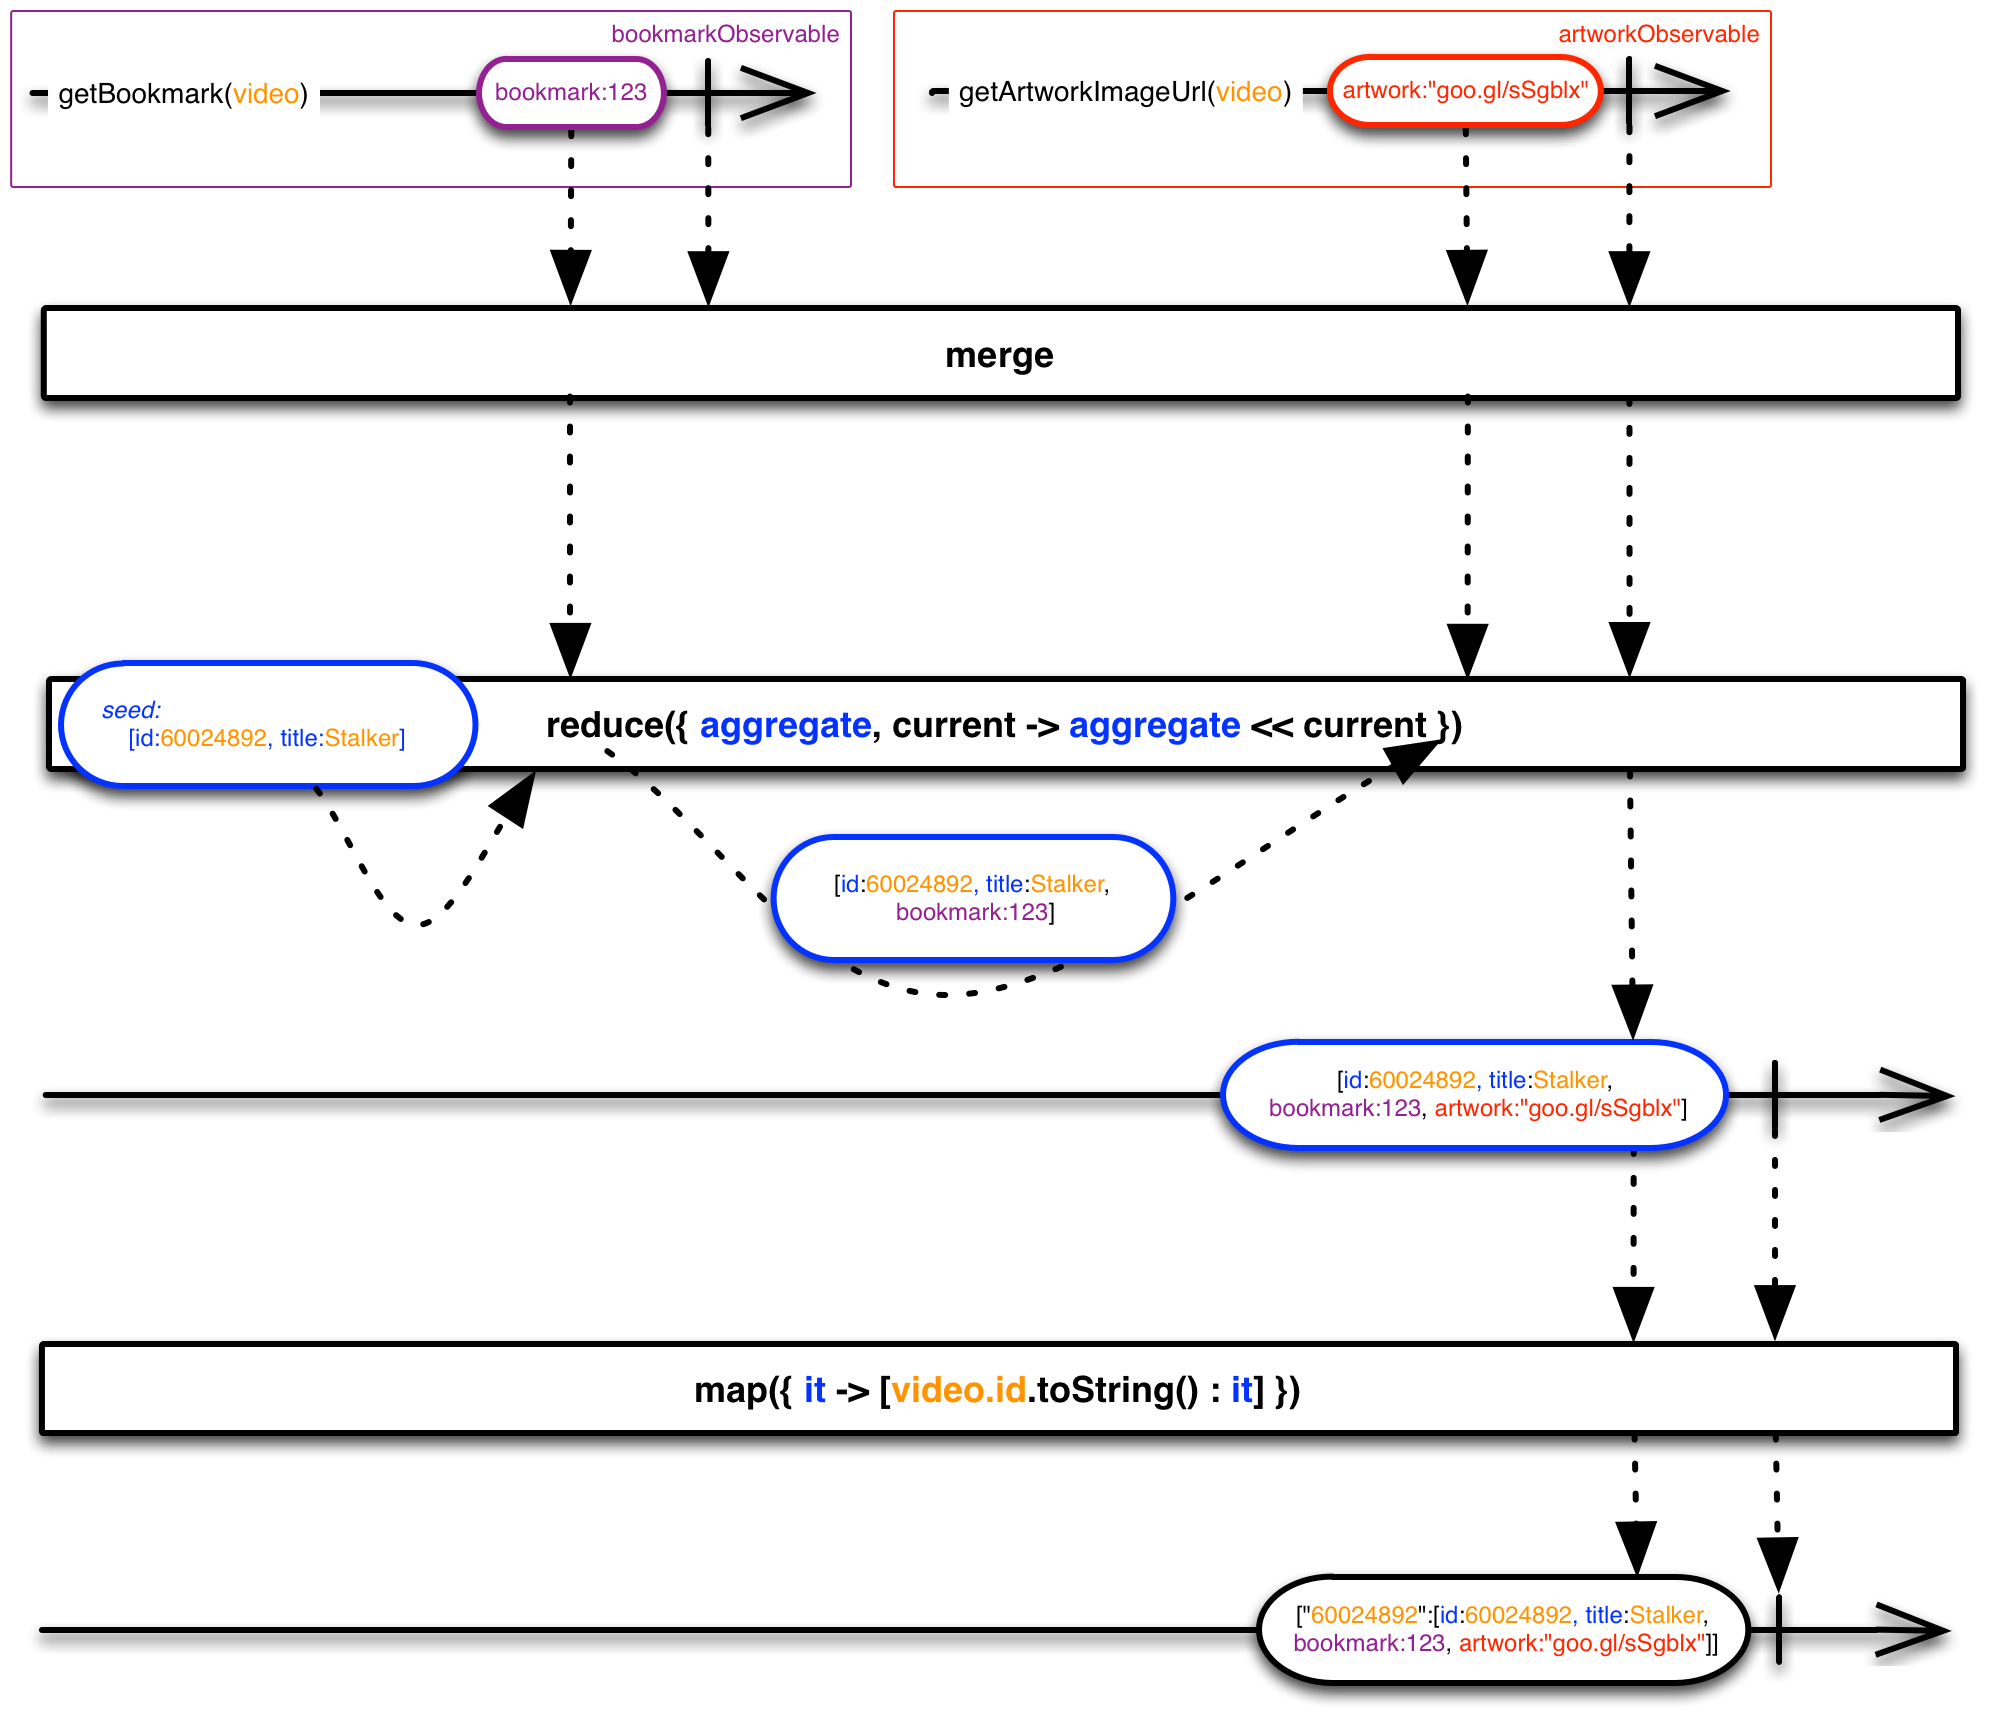 bookmarkObservable
getBookmark(video)
bookmark:123
artworkObservable
getArtworkImageUrl(video)
artwork:"goo.gl/sSgblx"
merge
seed:
[id:60024892, title:Stalker]
reduce({ aggregate, current -> aggregate << current })
[id:60024892, title:Stalker,
bookmark:123]
[id:60024892, title:Stalker,
bookmark:123, artwork:"goo.gl/sSgblx"]
map({ it -> [video.id.toString() : it] })
["60024892":[id:60024892, title:Stalker,
bookmark:123, artwork:"goo.gl/sSgblx"]]